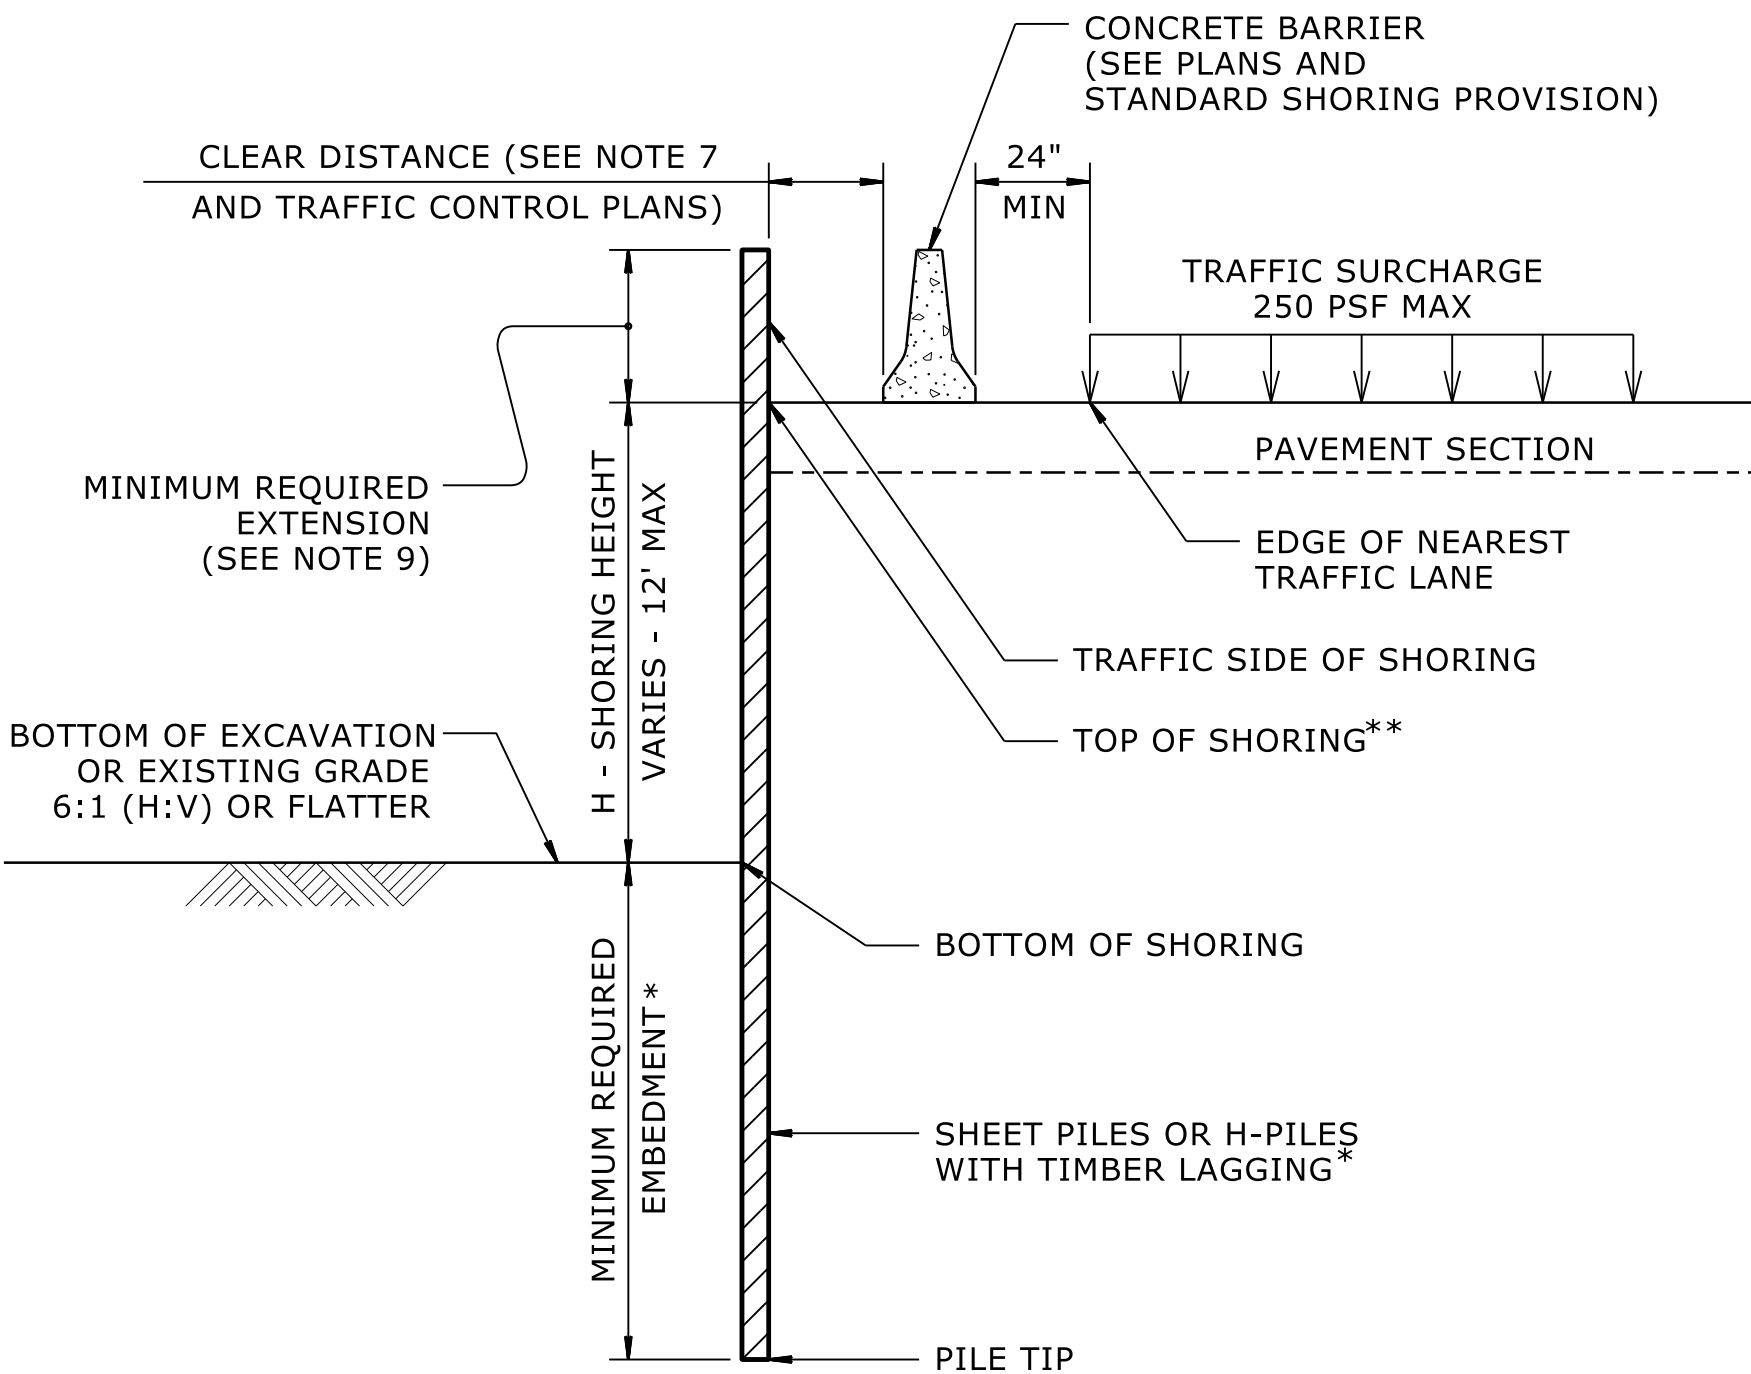 CONCRETE BARRIER
(SEE PLANS AND
STANDARD SHORING PROVISION)
CLEAR DISTANCE (SEE NOTE 7
AND TRAFFIC CONTROL PLANS)
24"
MIN
TRAFFIC SURCHARGE
250 PSF MAX
PAVEMENT SECTION
MINIMUM REQUIRED
EXTENSION
(SEE NOTE 9)
H - SHORING HEIGHT
VARIES - 12' MAX
EDGE OF NEAREST
TRAFFIC LANE
TRAFFIC SIDE OF SHORING
TOP OF SHORING**
BOTTOM OF EXCAVATION
OR EXISTING GRADE
6:1 (H:V) OR FLATTER
BOTTOM OF SHORING
MINIMUM REQUIRED
EMBEDMENT*
SHEET PILES OR H-PILES
WITH TIMBER LAGGING*
PILE TIP